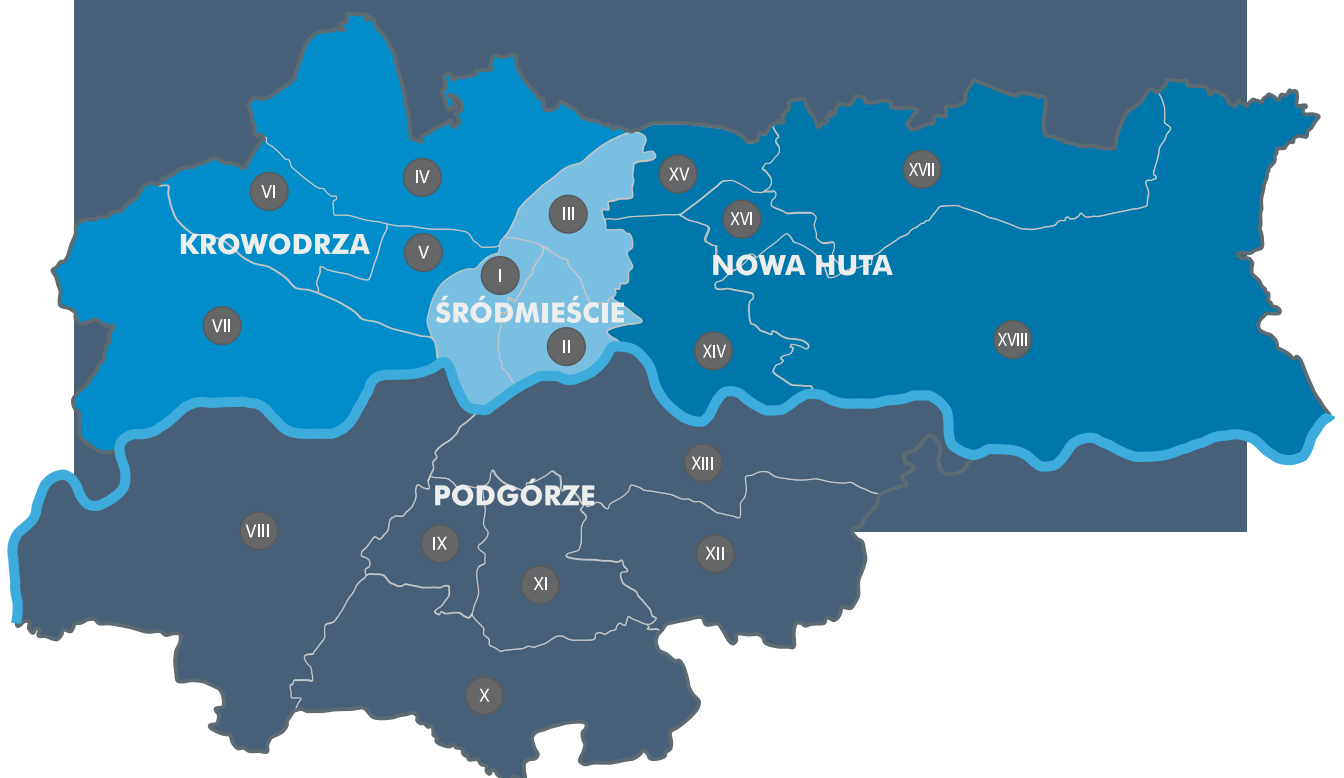 IV
XV
XVII
VI
III
XVI
KROWODRZA
V
NOWA HUTA
I
ŚRÓDMIEŚCIE
VII
II
XIV
XVIII
XIII
PODGÓRZE
VIII
IX
XII
XI
X